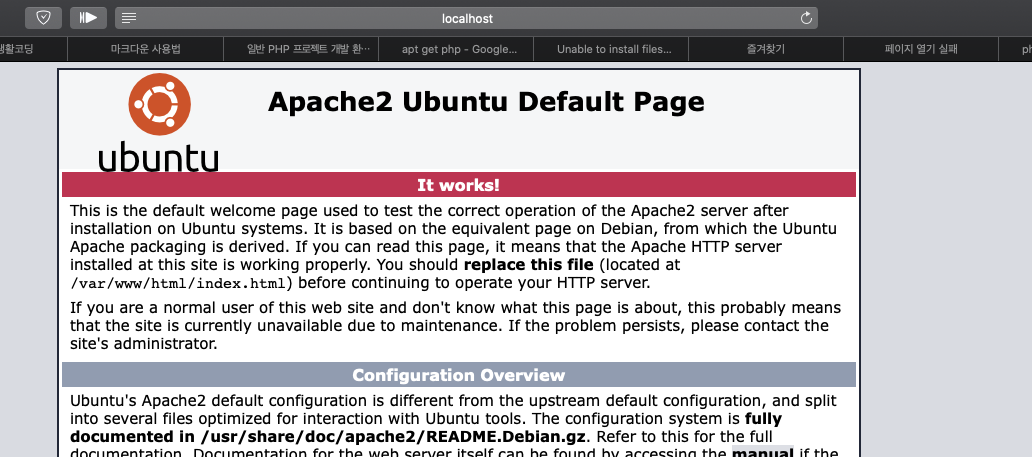 localhost
생활코딩 마크다운 사용법 일반 PHP 프로젝트 개발 환… apt get php - Google… Unable to install files… 즐겨찾기 페이지 열기 실패 ph
ubuntu
Apache2 Ubuntu Default Page
It works!
This is the default welcome page used to test the correct operation of the Apache2 server after
installation on Ubuntu systems. It is based on the equivalent page on Debian, from which the Ubuntu
Apache packaging is derived. If you can read this page, it means that the Apache HTTP server
installed at this site is working properly. You should replace this file (located at
/var/www/html/index.html) before continuing to operate your HTTP server.
If you are a normal user of this web site and don't know what this page is about, this probably means
that the site is currently unavailable due to maintenance. If the problem persists, please contact the
site's administrator.
Configuration Overview
Ubuntu's Apache2 default configuration is different from the upstream default configuration, and split
into several files optimized for interaction with Ubuntu tools. The configuration system is fully
documented in /usr/share/doc/apache2/README.Debian.gz. Refer to this for the full
documentation. Documentation for the web server itself can be found by accessing the manual if the